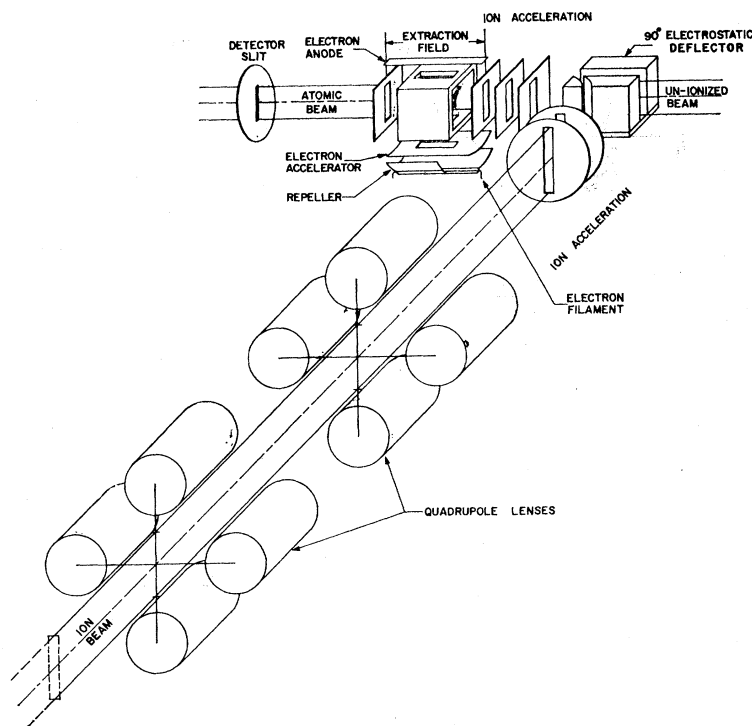 ION ACCELERATION
90° ELECTROSTATIC
DEFLECTOR
DETECTOR
SLIT
ELECTRON
ANODE
EXTRACTION
FIELD
ATOMIC
BEAM
UN-IONIZED
BEAM
ELECTRON
ACCELERATOR
REPELLER
ION ACCELERATION
ELECTRON
FILAMENT
QUADRUPOLE LENSES
ION
BEAM